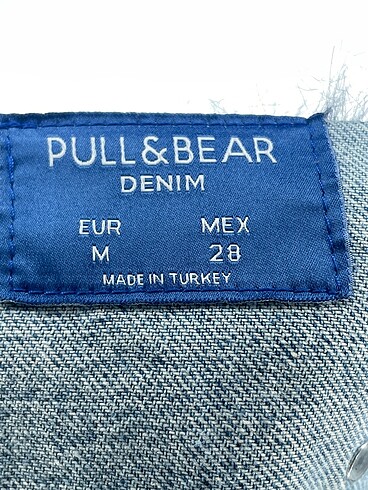 PULL&BEAR
DENIM
EUR MEX
M 28
MADE IN TURKEY